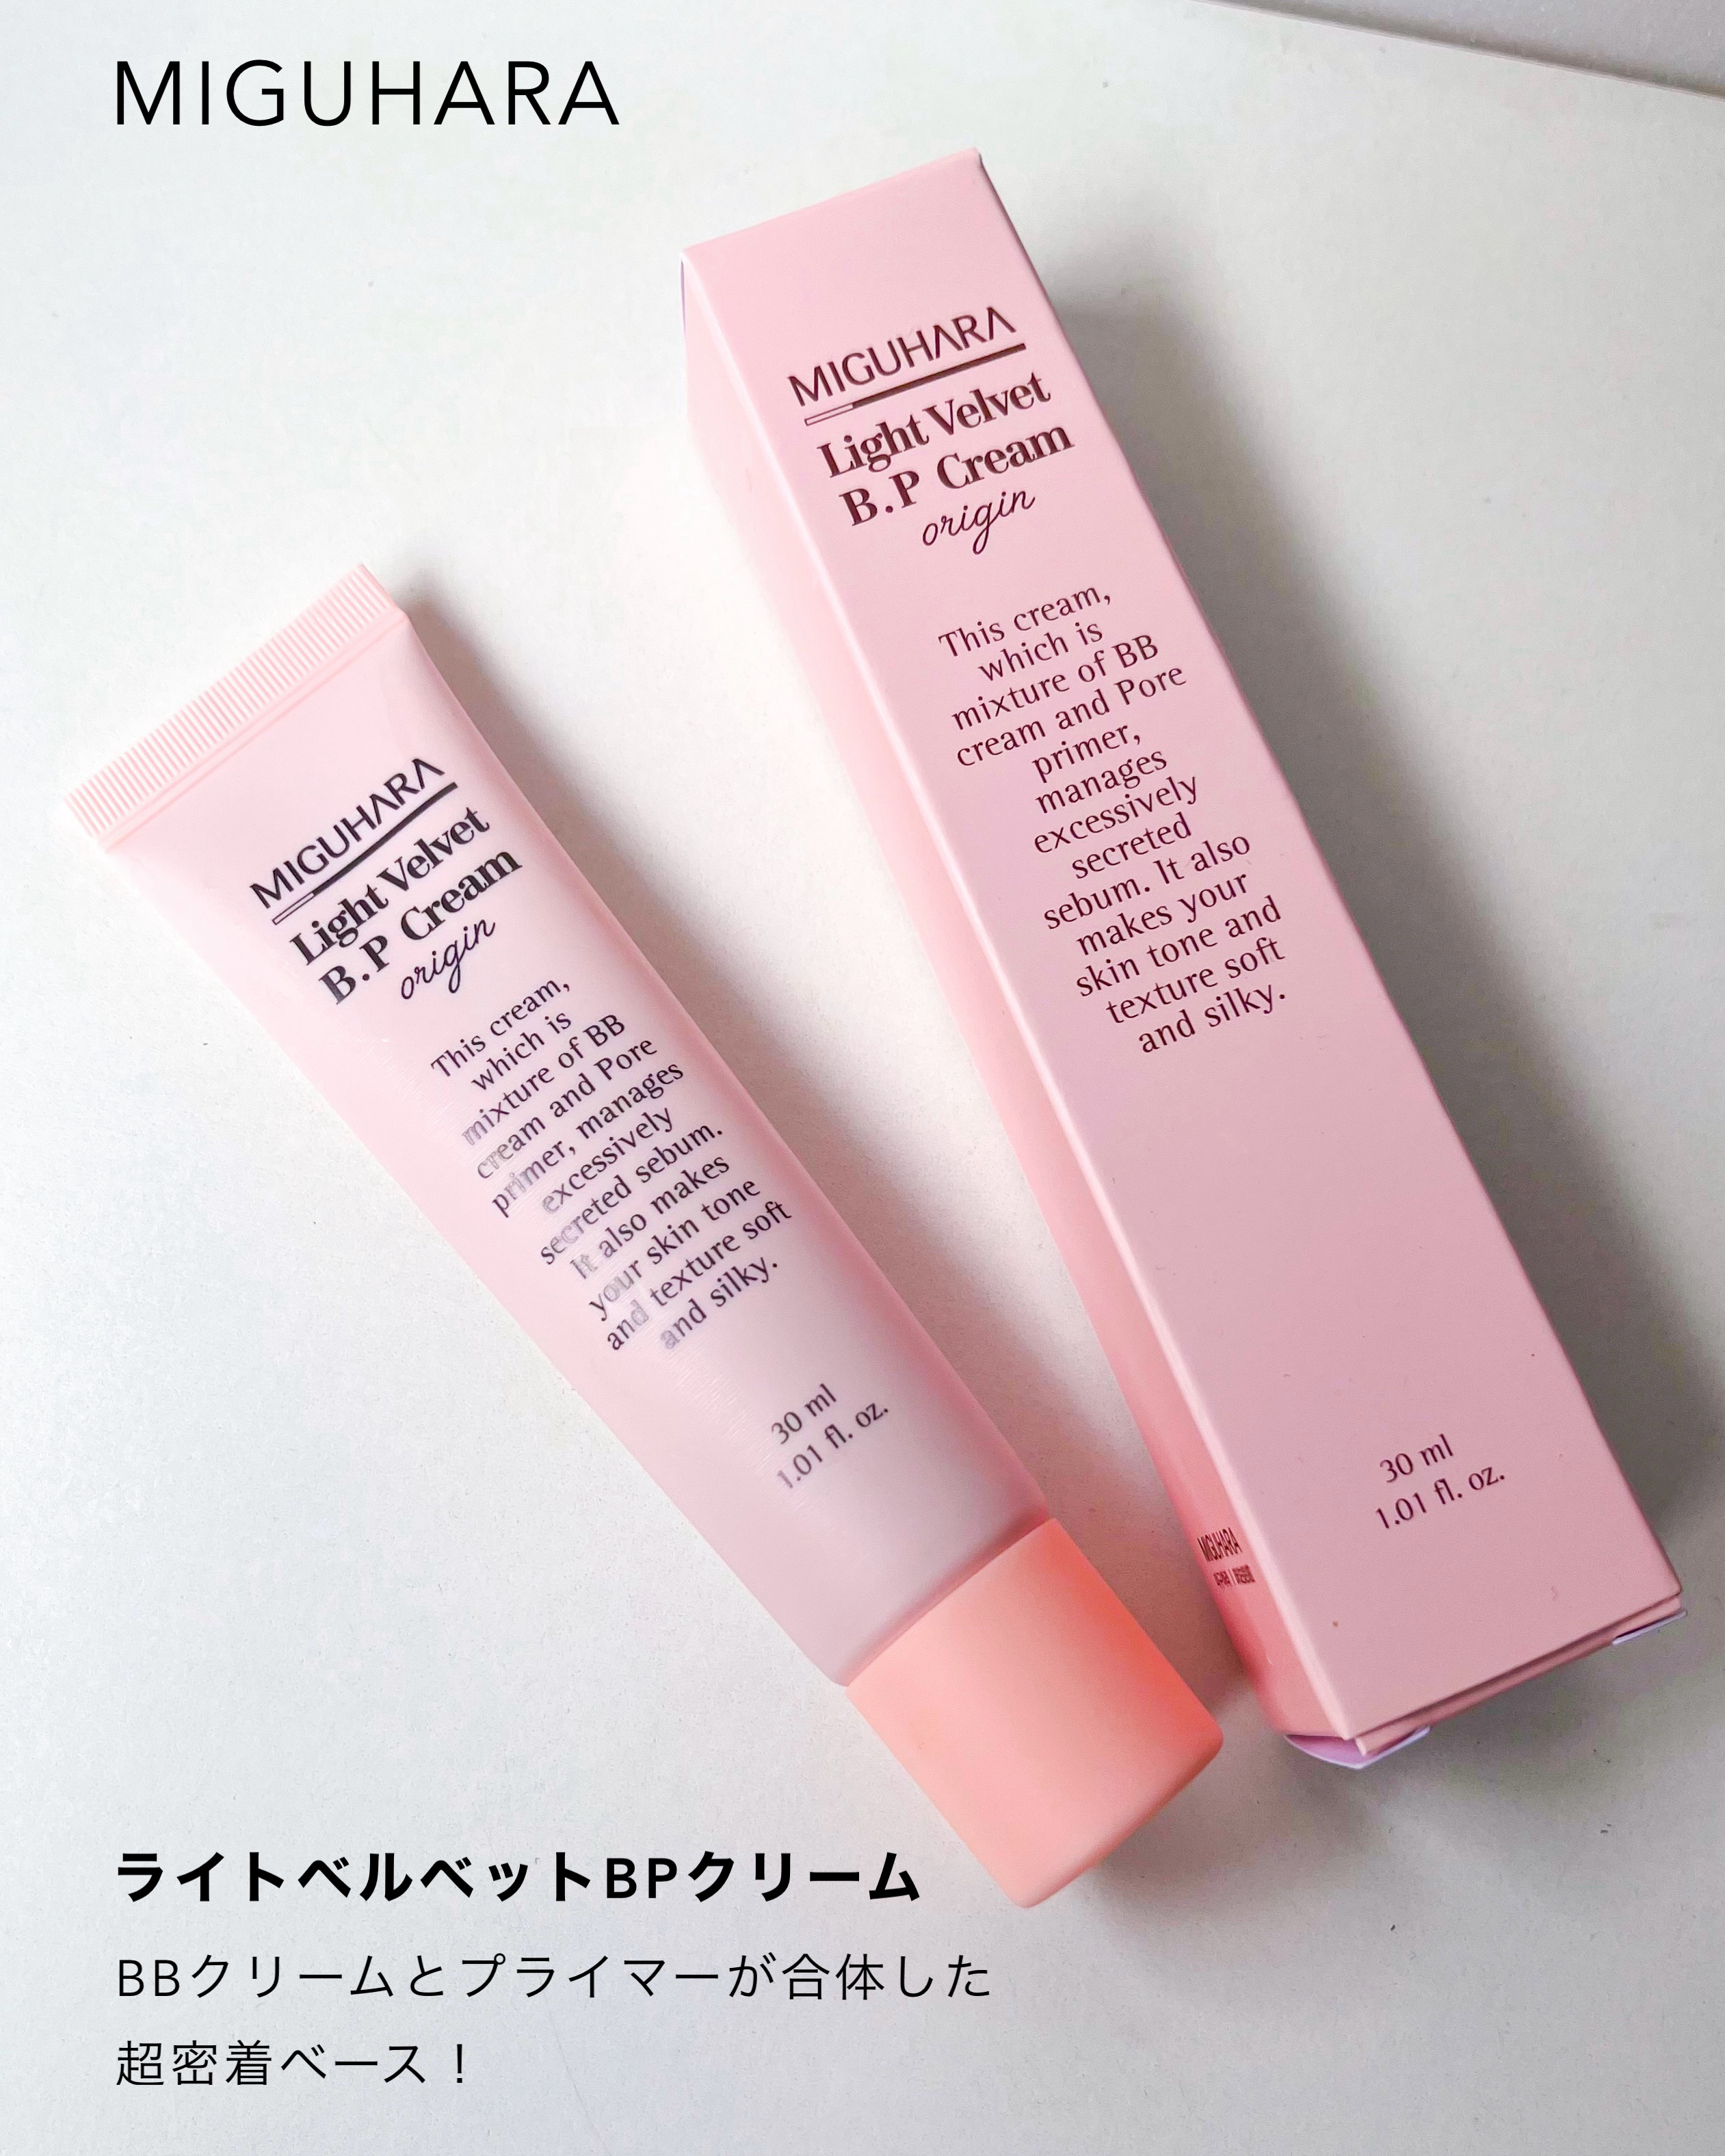 MIGUHARA
MIGUHARA
Light Velvet
B.P Cream
origin
This cream,
which is
mixture of BB
cream and Pore
primer,
manages
excessively
secreted
sebum. It also
makes your
skin tone and
texture soft
and silky.
30 ml
1.01 fl. oz.
MIGUHARA
MIGUHARA
Light Velvet
B.P Cream
origin
This cream,
which is
mixture of BB
cream and Pore
primer, manages
excessively
secreted sebum.
It also makes
your skin tone
and texture soft
and silky.
30 ml
1.01 fl. oz.
ライトベルベットBPクリーム
BBクリームとプライマーが合体した
超密着ベース！